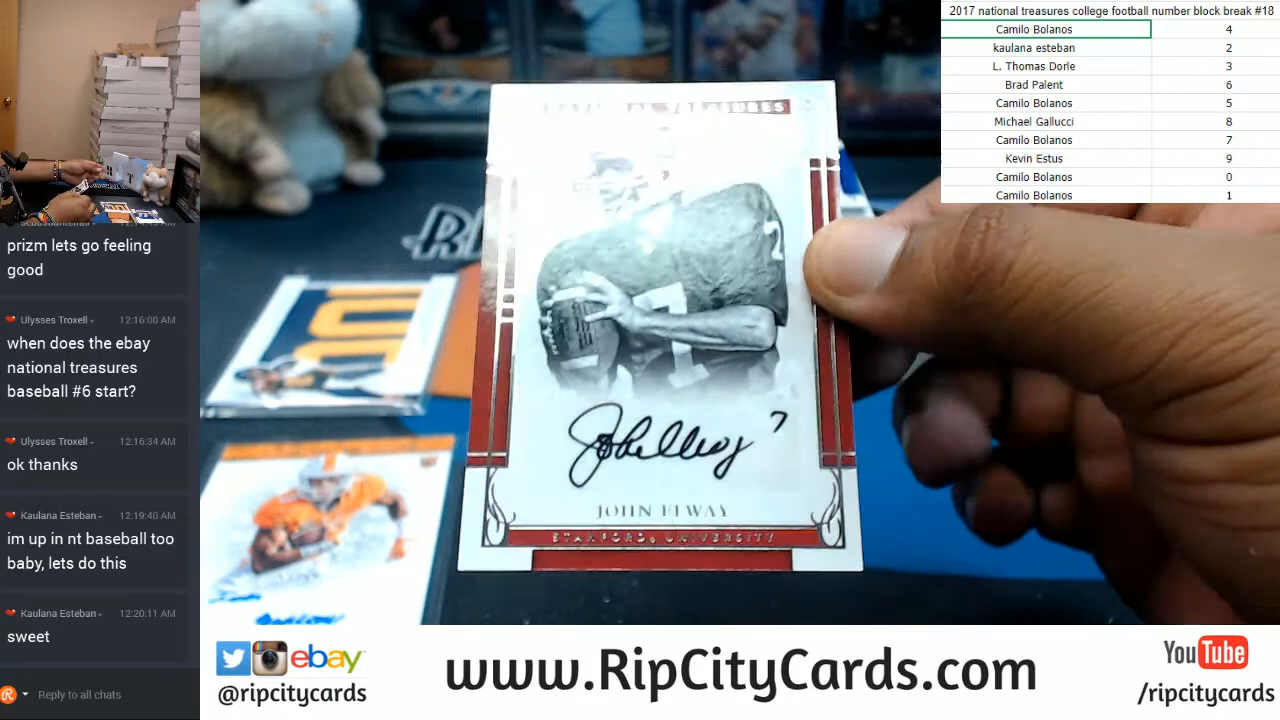 2017 national treasures college football number block break #18
Camilo Bolanos 4
kaulana esteban 2
L. Thomas Dorle 3
Brad Palent 6
Camilo Bolanos 5
Michael Gallucci 8
Camilo Bolanos 7
Kevin Estus 9
Camilo Bolanos 0
Camilo Bolanos 1
prizm lets go feeling
good
Ulysses Troxell 12:16:00 AM
when does the ebay
national treasures
baseball #6 start?
Ulysses Troxell 12:16:34 AM
ok thanks
Kaulana Esteban 12:19:40 AM
im up in nt baseball too
baby, lets do this
Kaulana Esteban 12:20:11 AM
sweet
Reply to all chats
TREASURES
7
JOHN ELWAY
STANFORD UNIVERSITY
ebay
@ripcitycards
www.RipCityCards.com
YouTube
/ripcitycards